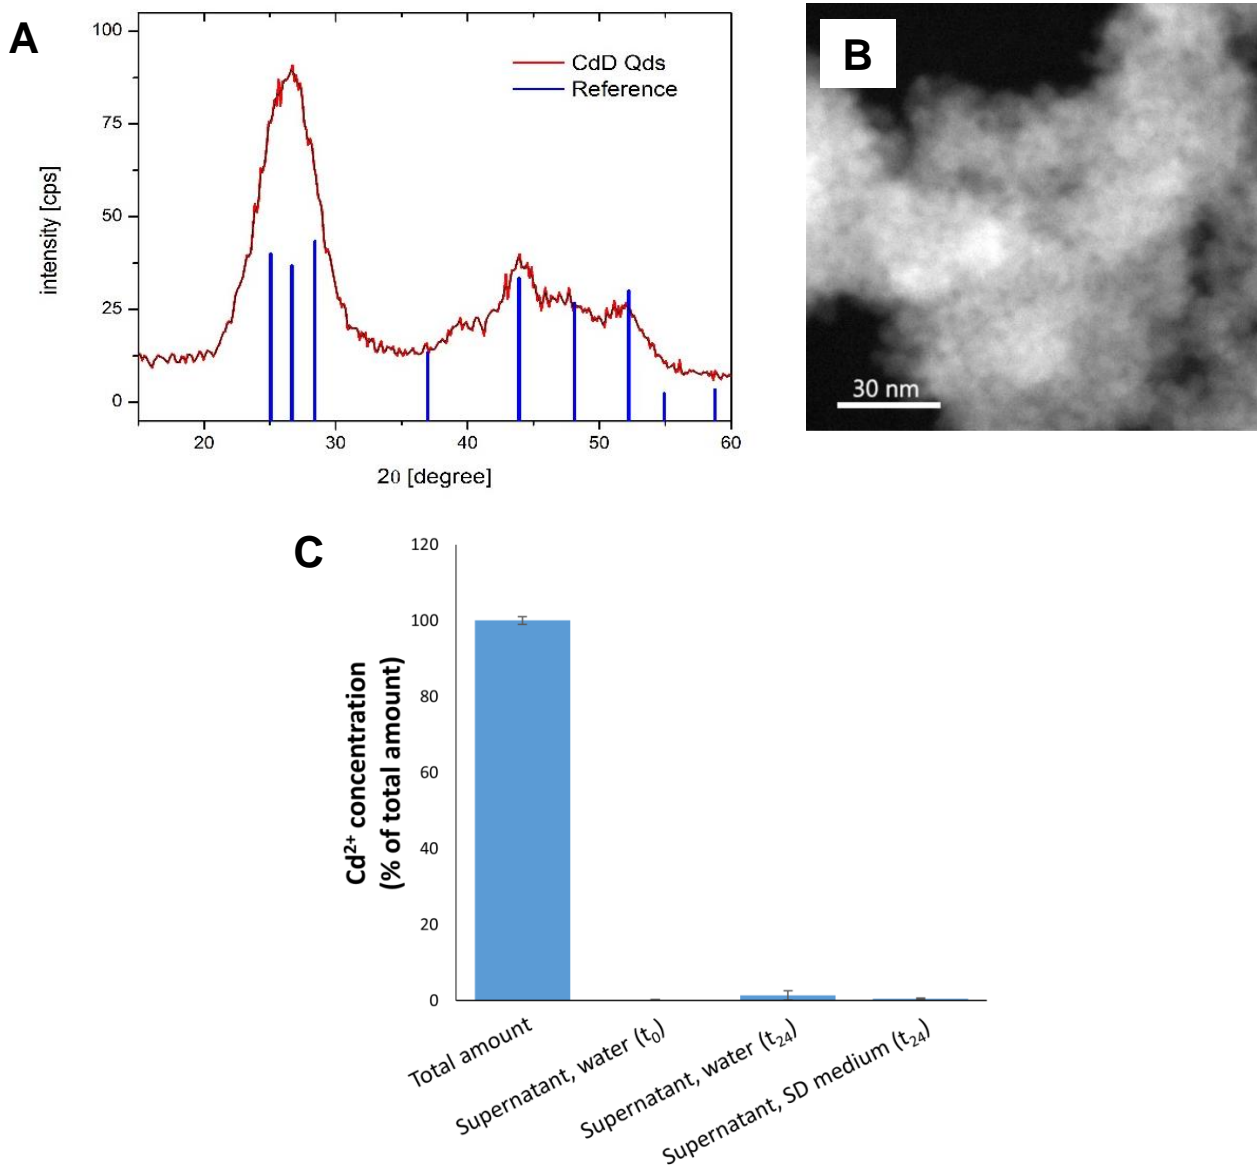 A
100
75
50
25
0
intensity [cps]
CdD Qds
Reference
20 30 40 50 60
2θ [degree]
B
30 nm
C
120
100
80
60
40
20
0
Cd²⁺ concentration
(% of total amount)
Total amount
Supernatant, water (t₀)
Supernatant, water (t₂₄)
Supernatant, SD medium (t₂₄)